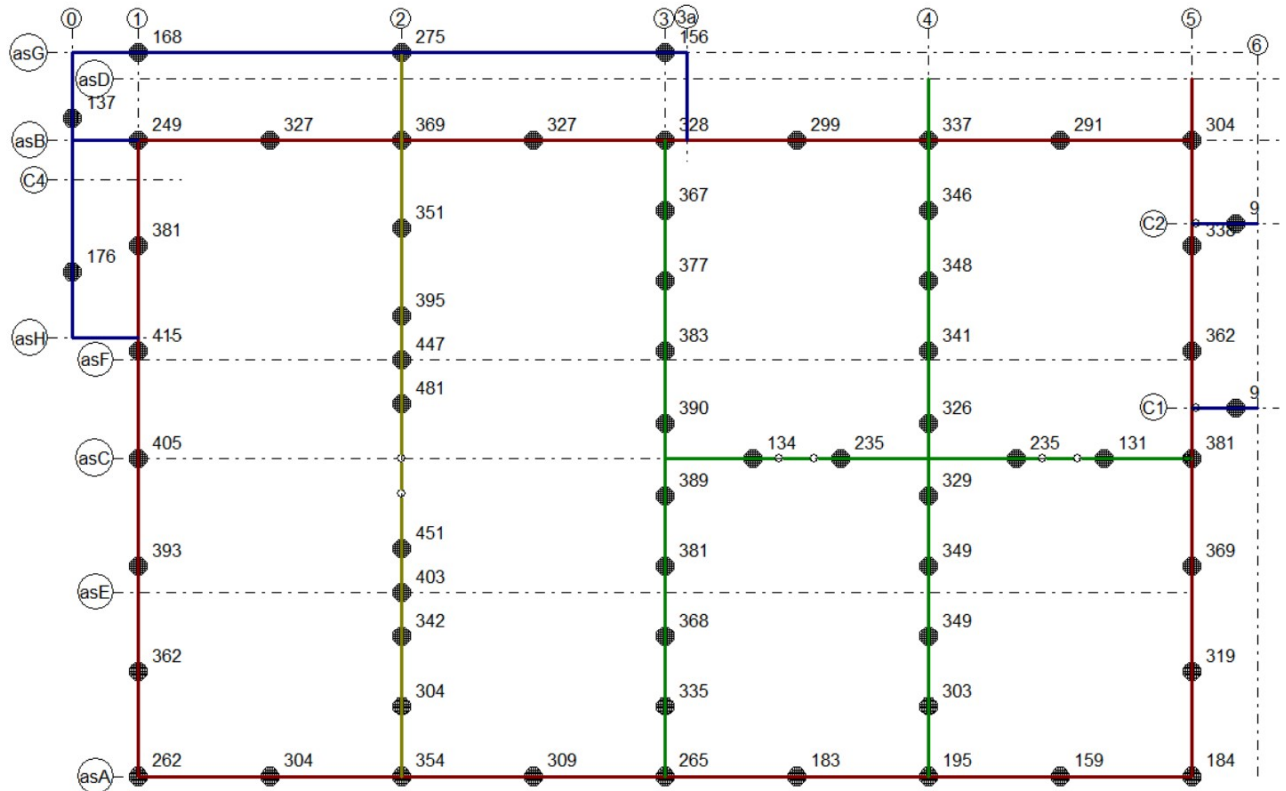 0 1 2 3 3a 4 5
6
asG 168 275 156
asD
137
asB 249 327 369 327 328 299 337 291 304
C4
367 346
351
C2 9
381 338
176
377 348
395
asH 415 383 341 362
asF 447
481
C1 9
390 326
asC 405 134 235 235 131 381
389 329
451
393 381 349 369
asE 403
342 368 349
362 319
304 335 303
asA 262 304 354 309 265 183 195 159 184